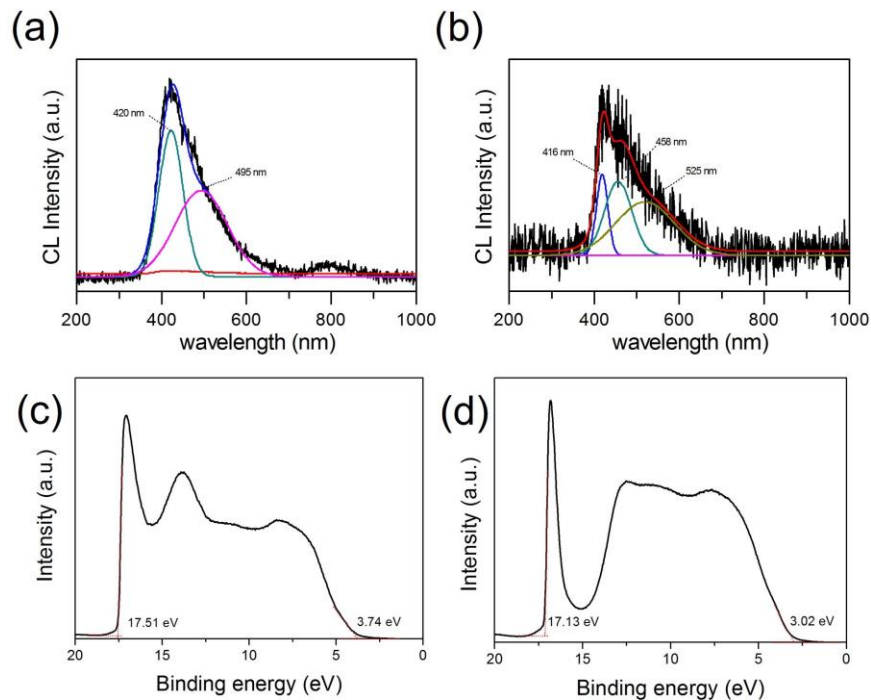 (a)
CL Intensity (a.u.)
420 nm
495 nm
200 400 600 800 1000
wavelength (nm)
(b)
CL Intensity (a.u.)
416 nm
458 nm
525 nm
200 400 600 800 1000
wavelength (nm)
(c)
Intensity (a.u.)
17.51 eV
3.74 eV
20 15 10 5 0
Binding energy (eV)
(d)
Intensity (a.u.)
17.13 eV
3.02 eV
20 15 10 5 0
Binding energy (eV)